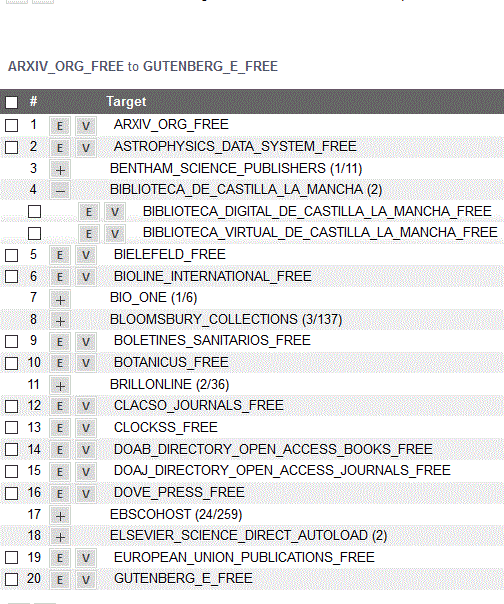 ARXIV_ORG_FREE to GUTENBERG_E_FREE
# Target
1 E V ARXIV_ORG_FREE
2 E V ASTROPHYSICS_DATA_SYSTEM_FREE
3 + BENTHAM_SCIENCE_PUBLISHERS (1/11)
4 – BIBLIOTECA_DE_CASTILLA_LA_MANCHA (2)
E V BIBLIOTECA_DIGITAL_DE_CASTILLA_LA_MANCHA_FREE
E V BIBLIOTECA_VIRTUAL_DE_CASTILLA_LA_MANCHA_FREE
5 E V BIELEFELD_FREE
6 E V BIOLINE_INTERNATIONAL_FREE
7 + BIO_ONE (1/6)
8 + BLOOMSBURY_COLLECTIONS (3/137)
9 E V BOLETINES_SANITARIOS_FREE
10 E V BOTANICUS_FREE
11 + BRILLONLINE (2/36)
12 E V CLACSO_JOURNALS_FREE
13 E V CLOCKSS_FREE
14 E V DOAB_DIRECTORY_OPEN_ACCESS_BOOKS_FREE
15 E V DOAJ_DIRECTORY_OPEN_ACCESS_JOURNALS_FREE
16 E V DOVE_PRESS_FREE
17 + EBSCOHOST (24/259)
18 + ELSEVIER_SCIENCE_DIRECT_AUTOLOAD (2)
19 E V EUROPEAN_UNION_PUBLICATIONS_FREE
20 E V GUTENBERG_E_FREE